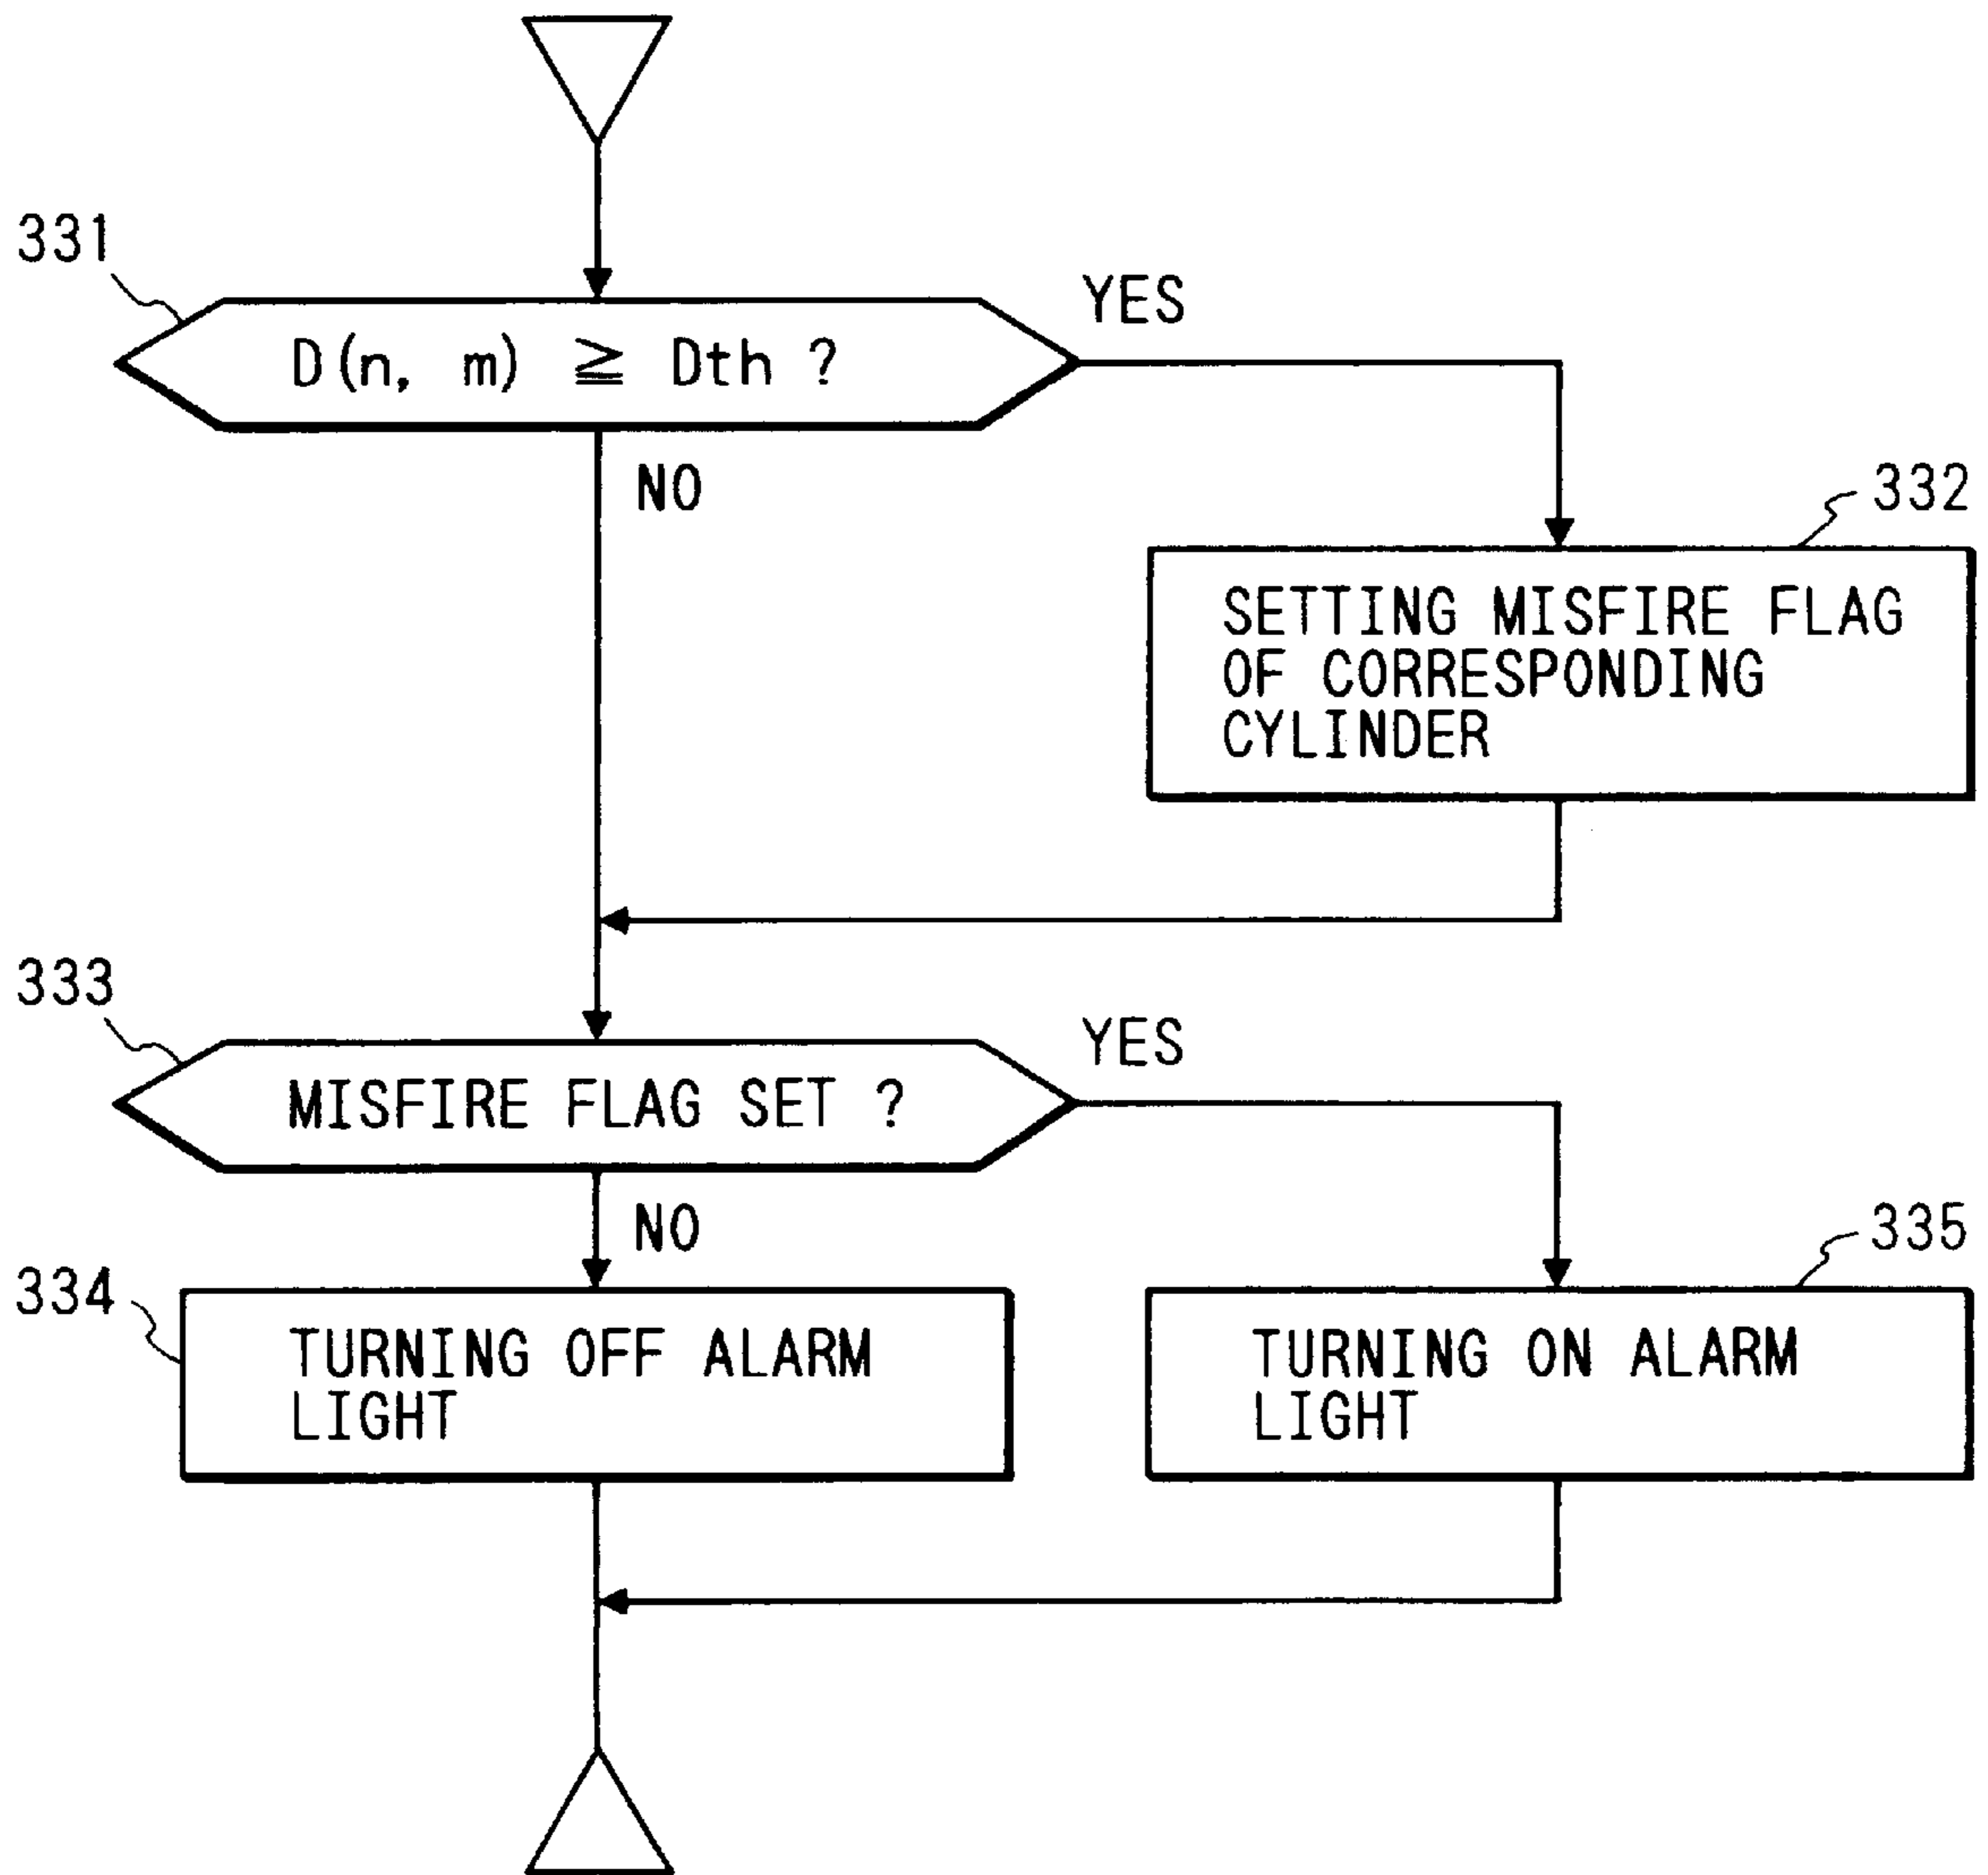 331
D(n, m) ≧ Dth ?
YES
NO
332
SETTING MISFIRE FLAG
OF CORRESPONDING
CYLINDER
333
MISFIRE FLAG SET ?
YES
NO
334
TURNING OFF ALARM
LIGHT
335
TURNING ON ALARM
LIGHT